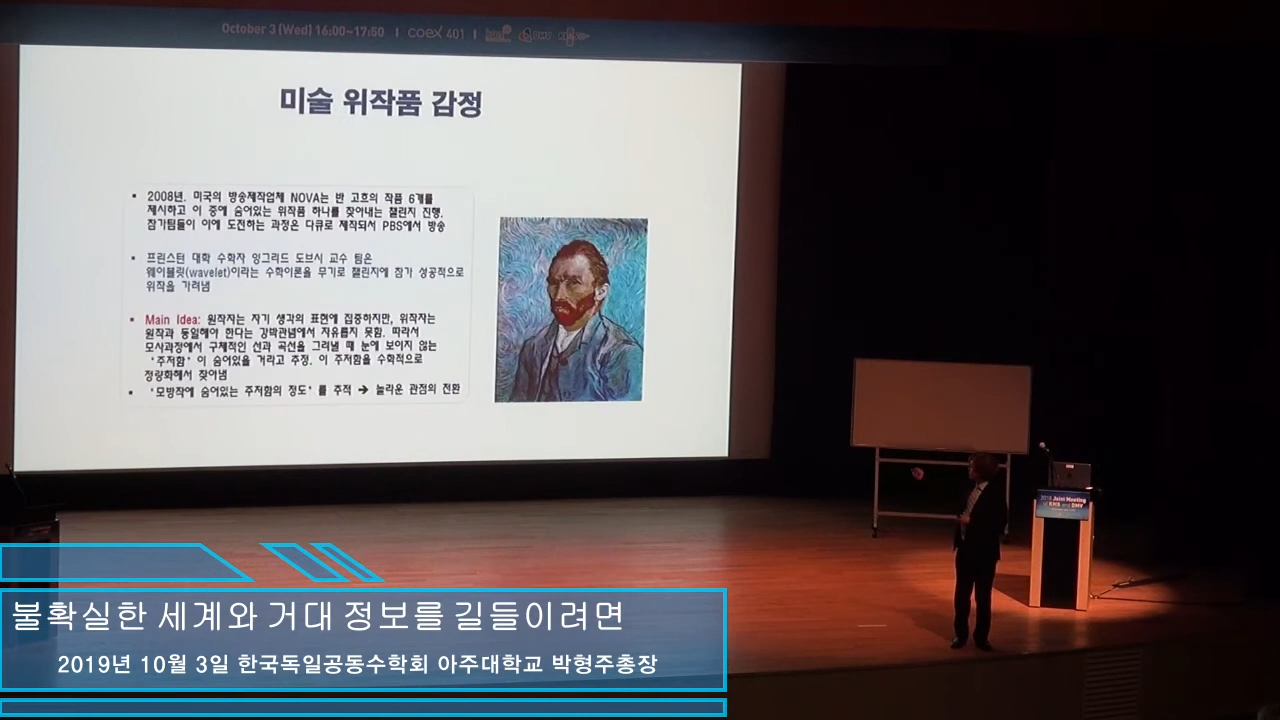 October 3 (Wed) 16:00~17:50 | coex 401 |
미술 위작품 감정
• 2008년, 미국의 방송제작업체 NOVA는 반 고흐의 작품 6개를
제시하고 이 중에 숨어있는 위작품 하나를 찾아내는 챌린지 진행.
참가팀들이 이에 도전하는 과정은 다큐로 제작돼서 PBS에서 방송
• 프린스턴 대학 수학자 잉그리드 도브시 교수 팀은
웨이블릿(wavelet)이라는 수학이론을 무기로 챌린지에 참가 성공적으로
위작을 가려냄
• Main Idea: 원작자는 자기 생각의 표현에 집중하지만, 위작자는
원작과 동일해야 한다는 강박관념에서 자유롭지 못함. 따라서
모사과정에서 구체적인 선과 곡선을 그려낼 때 눈에 보이지 않는
'주저함' 이 숨어있을 거라고 추정. 이 주저함을 수학적으로
정량화해서 찾아냄
• '모방작에 숨어있는 주저함의 정도' 를 추적 → 놀라운 관점의 전환
2018 Joint Meeting
of KMS and DMV
불확실한 세계와 거대 정보를 길들이려면
2019년 10월 3일 한국독일공동수학회 아주대학교 박형주총장